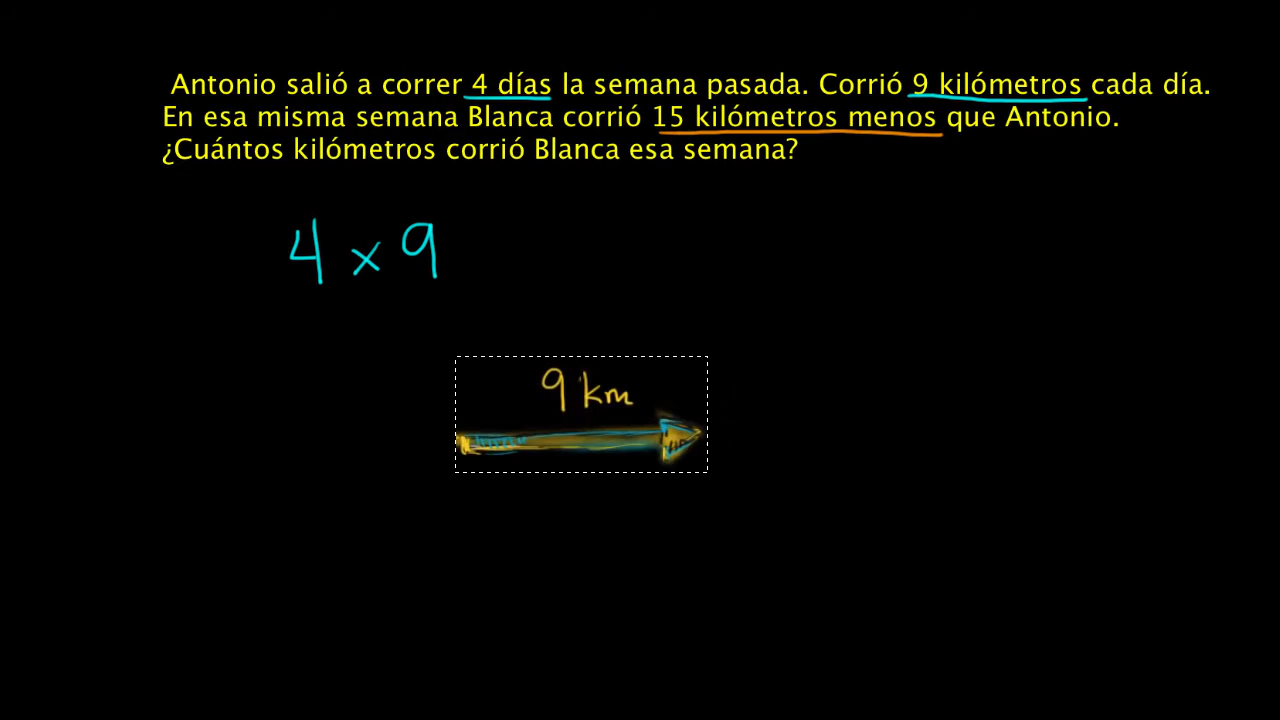 Antonio salió a correr 4 días la semana pasada. Corrió 9 kilómetros cada día.
En esa misma semana Blanca corrió 15 kilómetros menos que Antonio.
¿Cuántos kilómetros corrió Blanca esa semana?
4 x 9
9 km